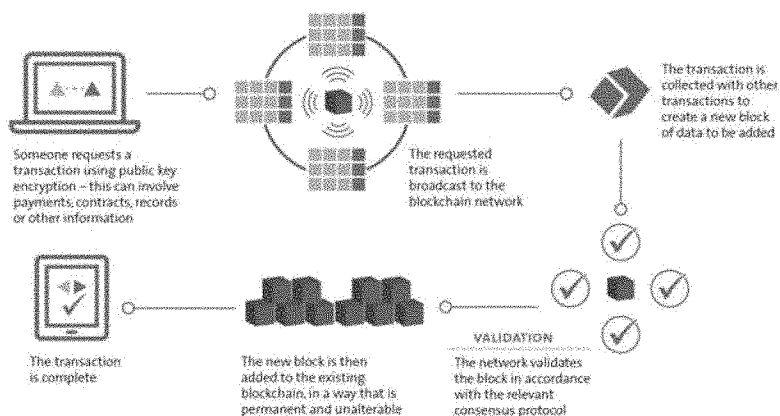 Someone requests a
transaction using public key
encryption – this can involve
payments, contracts, records
or other information
The requested
transaction is
broadcast to the
blockchain network
The transaction is
collected with other
transactions to
create a new block
of data to be added
VALIDATION
The network validates
the block in accordance
with the relevant
consensus protocol
The new block is then
added to the existing
blockchain, in a way that is
permanent and unalterable
The transaction
is complete